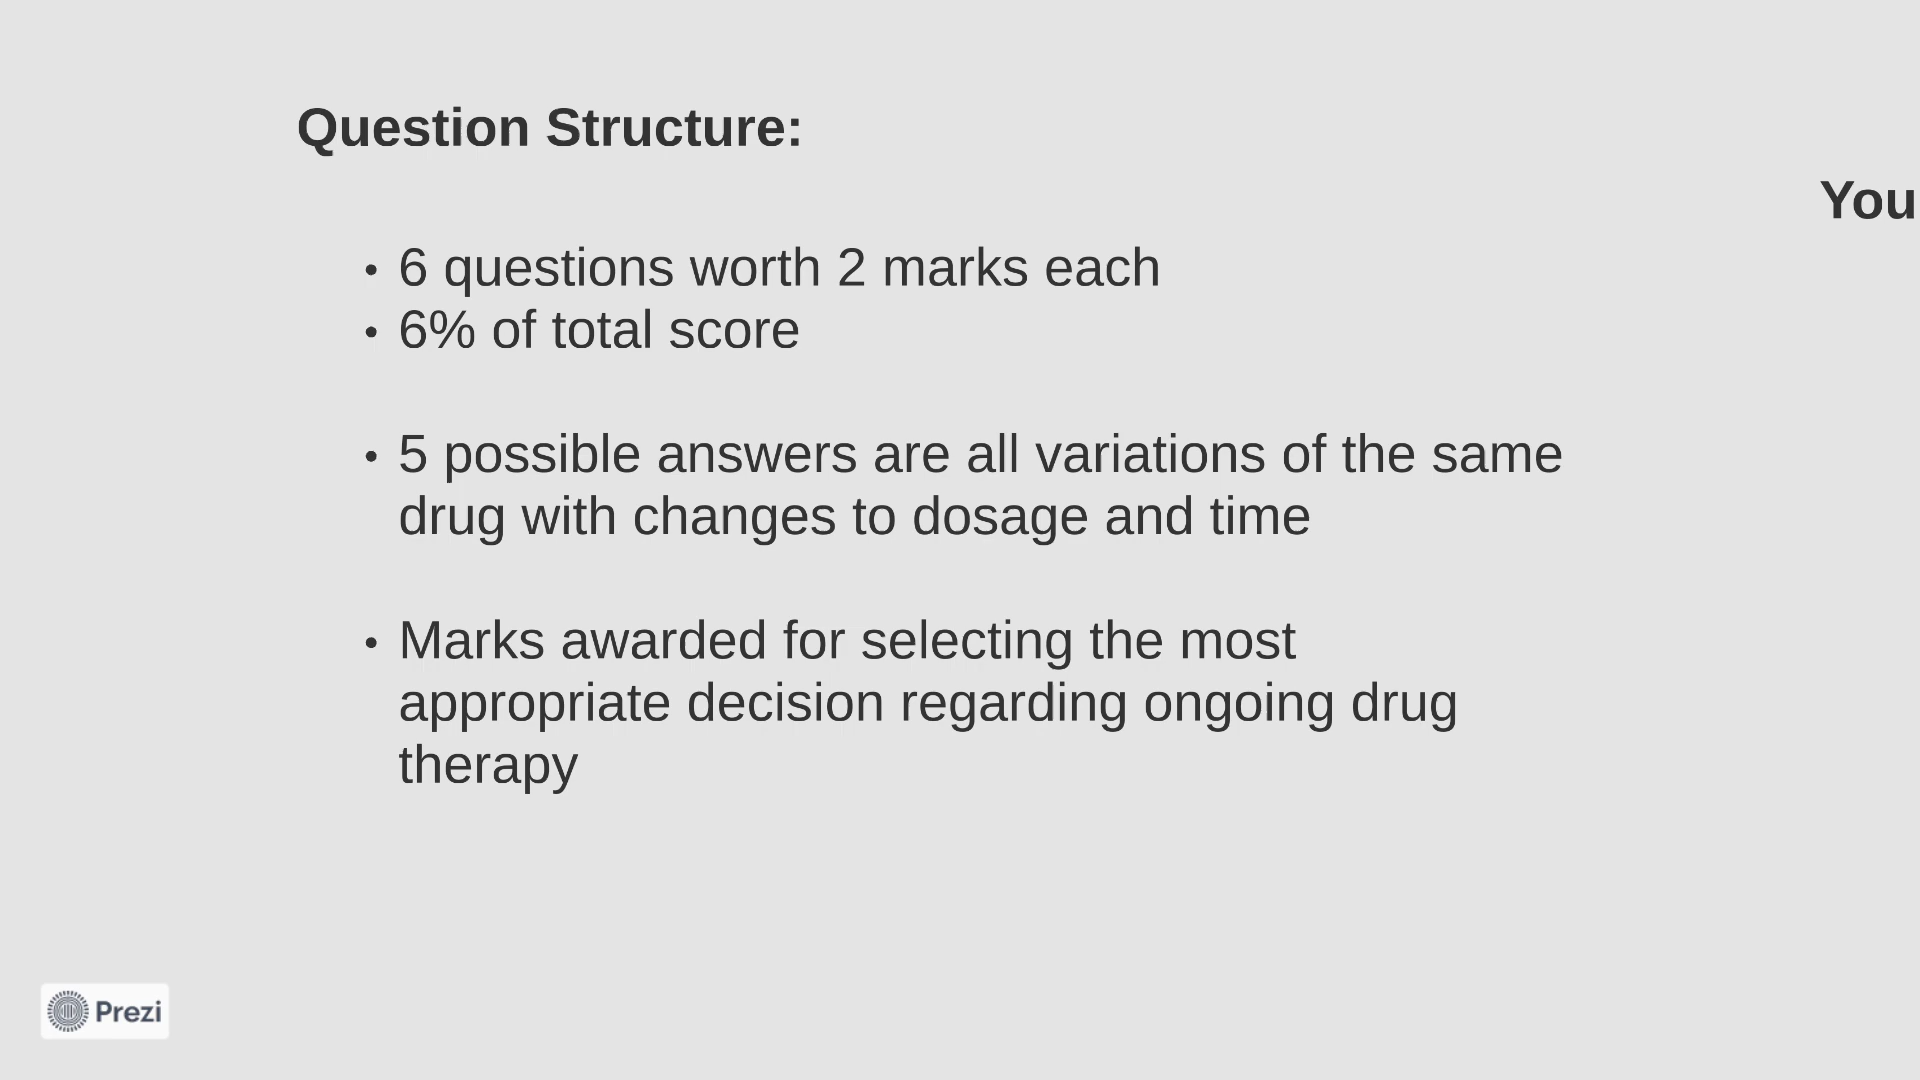 Question Structure:
You
• 6 questions worth 2 marks each
• 6% of total score
• 5 possible answers are all variations of the same
drug with changes to dosage and time
• Marks awarded for selecting the most
appropriate decision regarding ongoing drug
therapy
Prezi